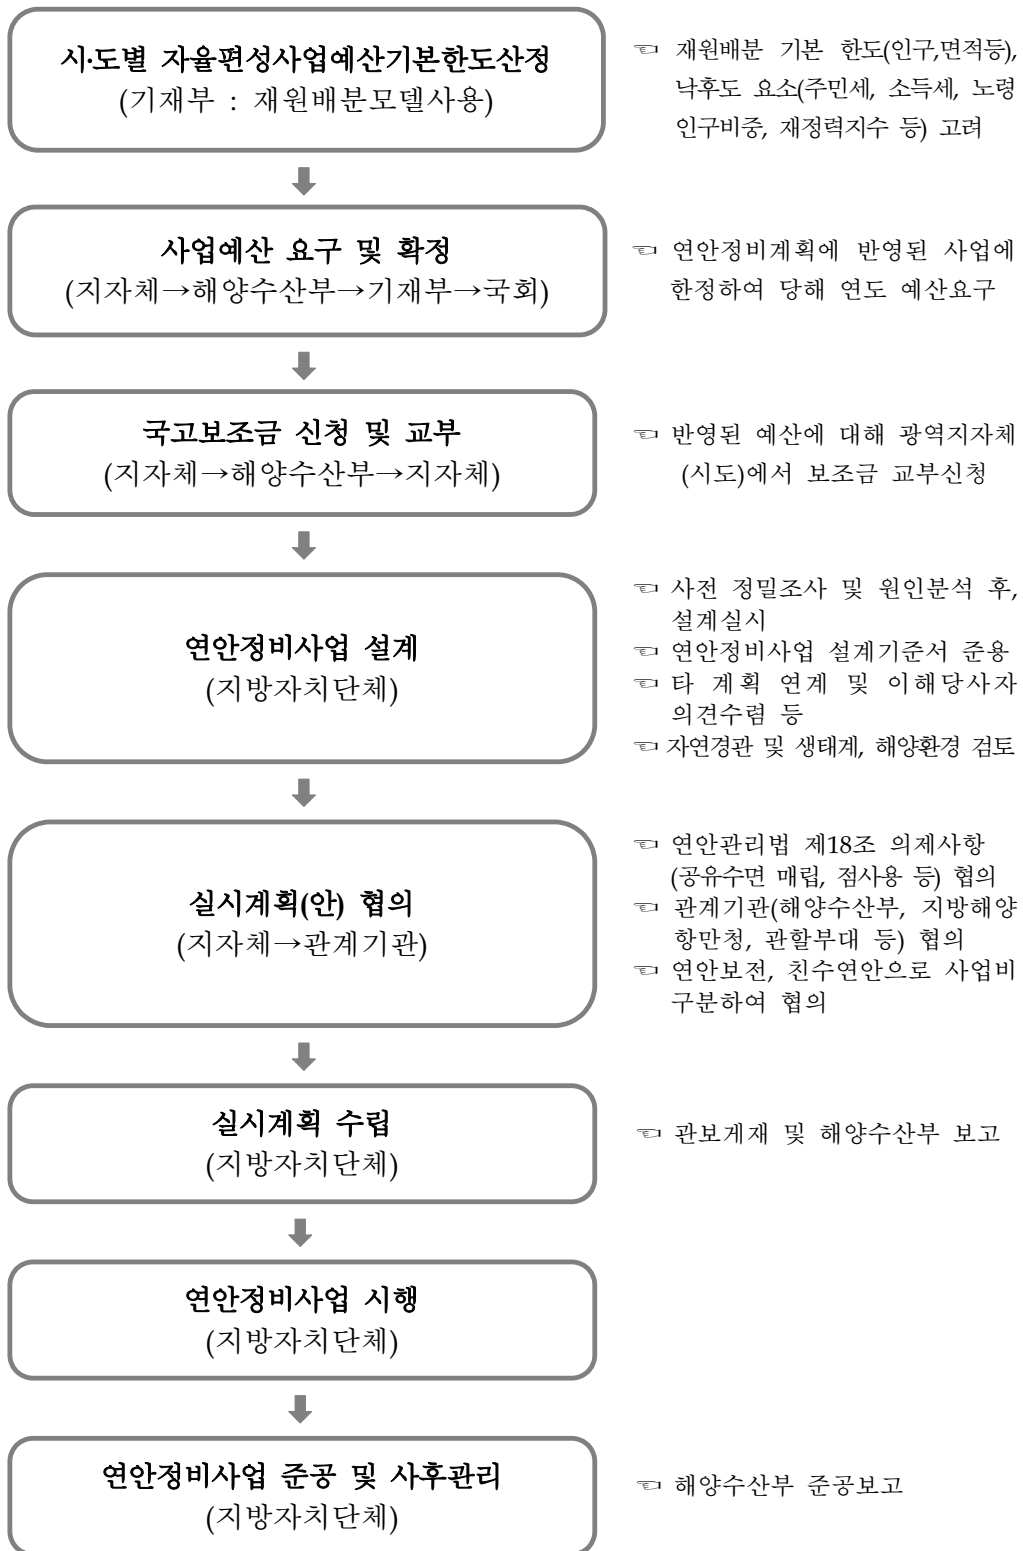 시·도별 자율편성사업예산기본한도산정
(기재부 : 재원배분모델사용)
☜ 재원배분 기본 한도(인구,면적등),
낙후도 요소(주민세, 소득세, 노령
인구비중, 재정력지수 등) 고려
사업예산 요구 및 확정
(지자체→해양수산부→기재부→국회)
☜ 연안정비계획에 반영된 사업에
한정하여 당해 연도 예산요구
국고보조금 신청 및 교부
(지자체→해양수산부→지자체)
☜ 반영된 예산에 대해 광역지자체
(시도)에서 보조금 교부신청
연안정비사업 설계
(지방자치단체)
☜ 사전 정밀조사 및 원인분석 후,
설계실시
☜ 연안정비사업 설계기준서 준용
☜ 타 계획 연계 및 이해당사자
의견수렴 등
☜ 자연경관 및 생태계, 해양환경 검토
실시계획(안) 협의
(지자체→관계기관)
☜ 연안관리법 제18조 의제사항
(공유수면 매립, 점사용 등) 협의
☜ 관계기관(해양수산부, 지방해양
항만청, 관할부대 등) 협의
☜ 연안보전, 친수연안으로 사업비
구분하여 협의
실시계획 수립
(지방자치단체)
☜ 관보게재 및 해양수산부 보고
연안정비사업 시행
(지방자치단체)
연안정비사업 준공 및 사후관리
(지방자치단체)
☜ 해양수산부 준공보고